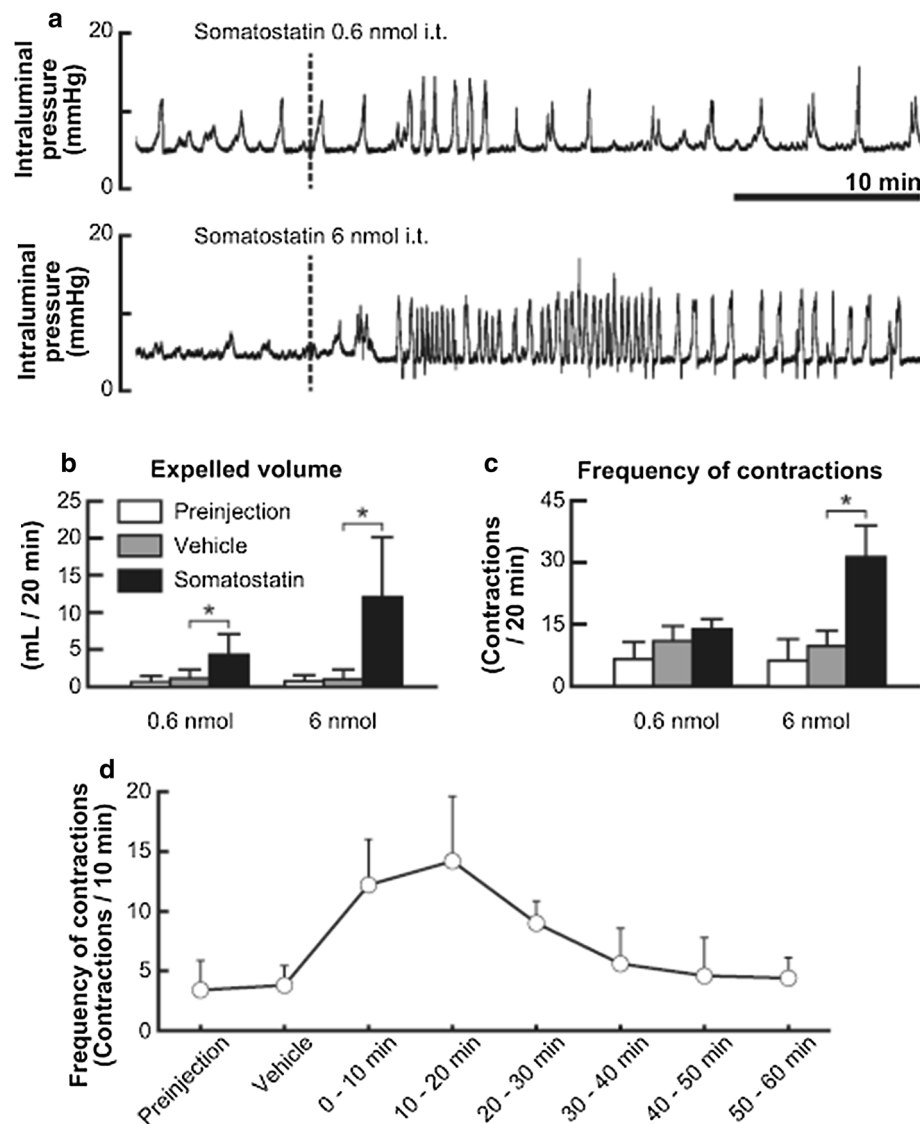 a
Somatostatin 0.6 nmol i.t.
Intraluminal
pressure
(mmHg)
20
0
10 min
Somatostatin 6 nmol i.t.
Intraluminal
pressure
(mmHg)
20
0
b
Expelled volume
(mL / 20 min)
25
20
15
10
5
0
Preinjection
Vehicle
Somatostatin
*
*
0.6 nmol
6 nmol
c
Frequency of contractions
(Contractions
/ 20 min)
45
30
15
0
*
0.6 nmol
6 nmol
d
Frequency of contractions
(Contractions / 10 min)
20
15
10
5
0
Preinjection
Vehicle
0 - 10 min
10 - 20 min
20 - 30 min
30 - 40 min
40 - 50 min
50 - 60 min